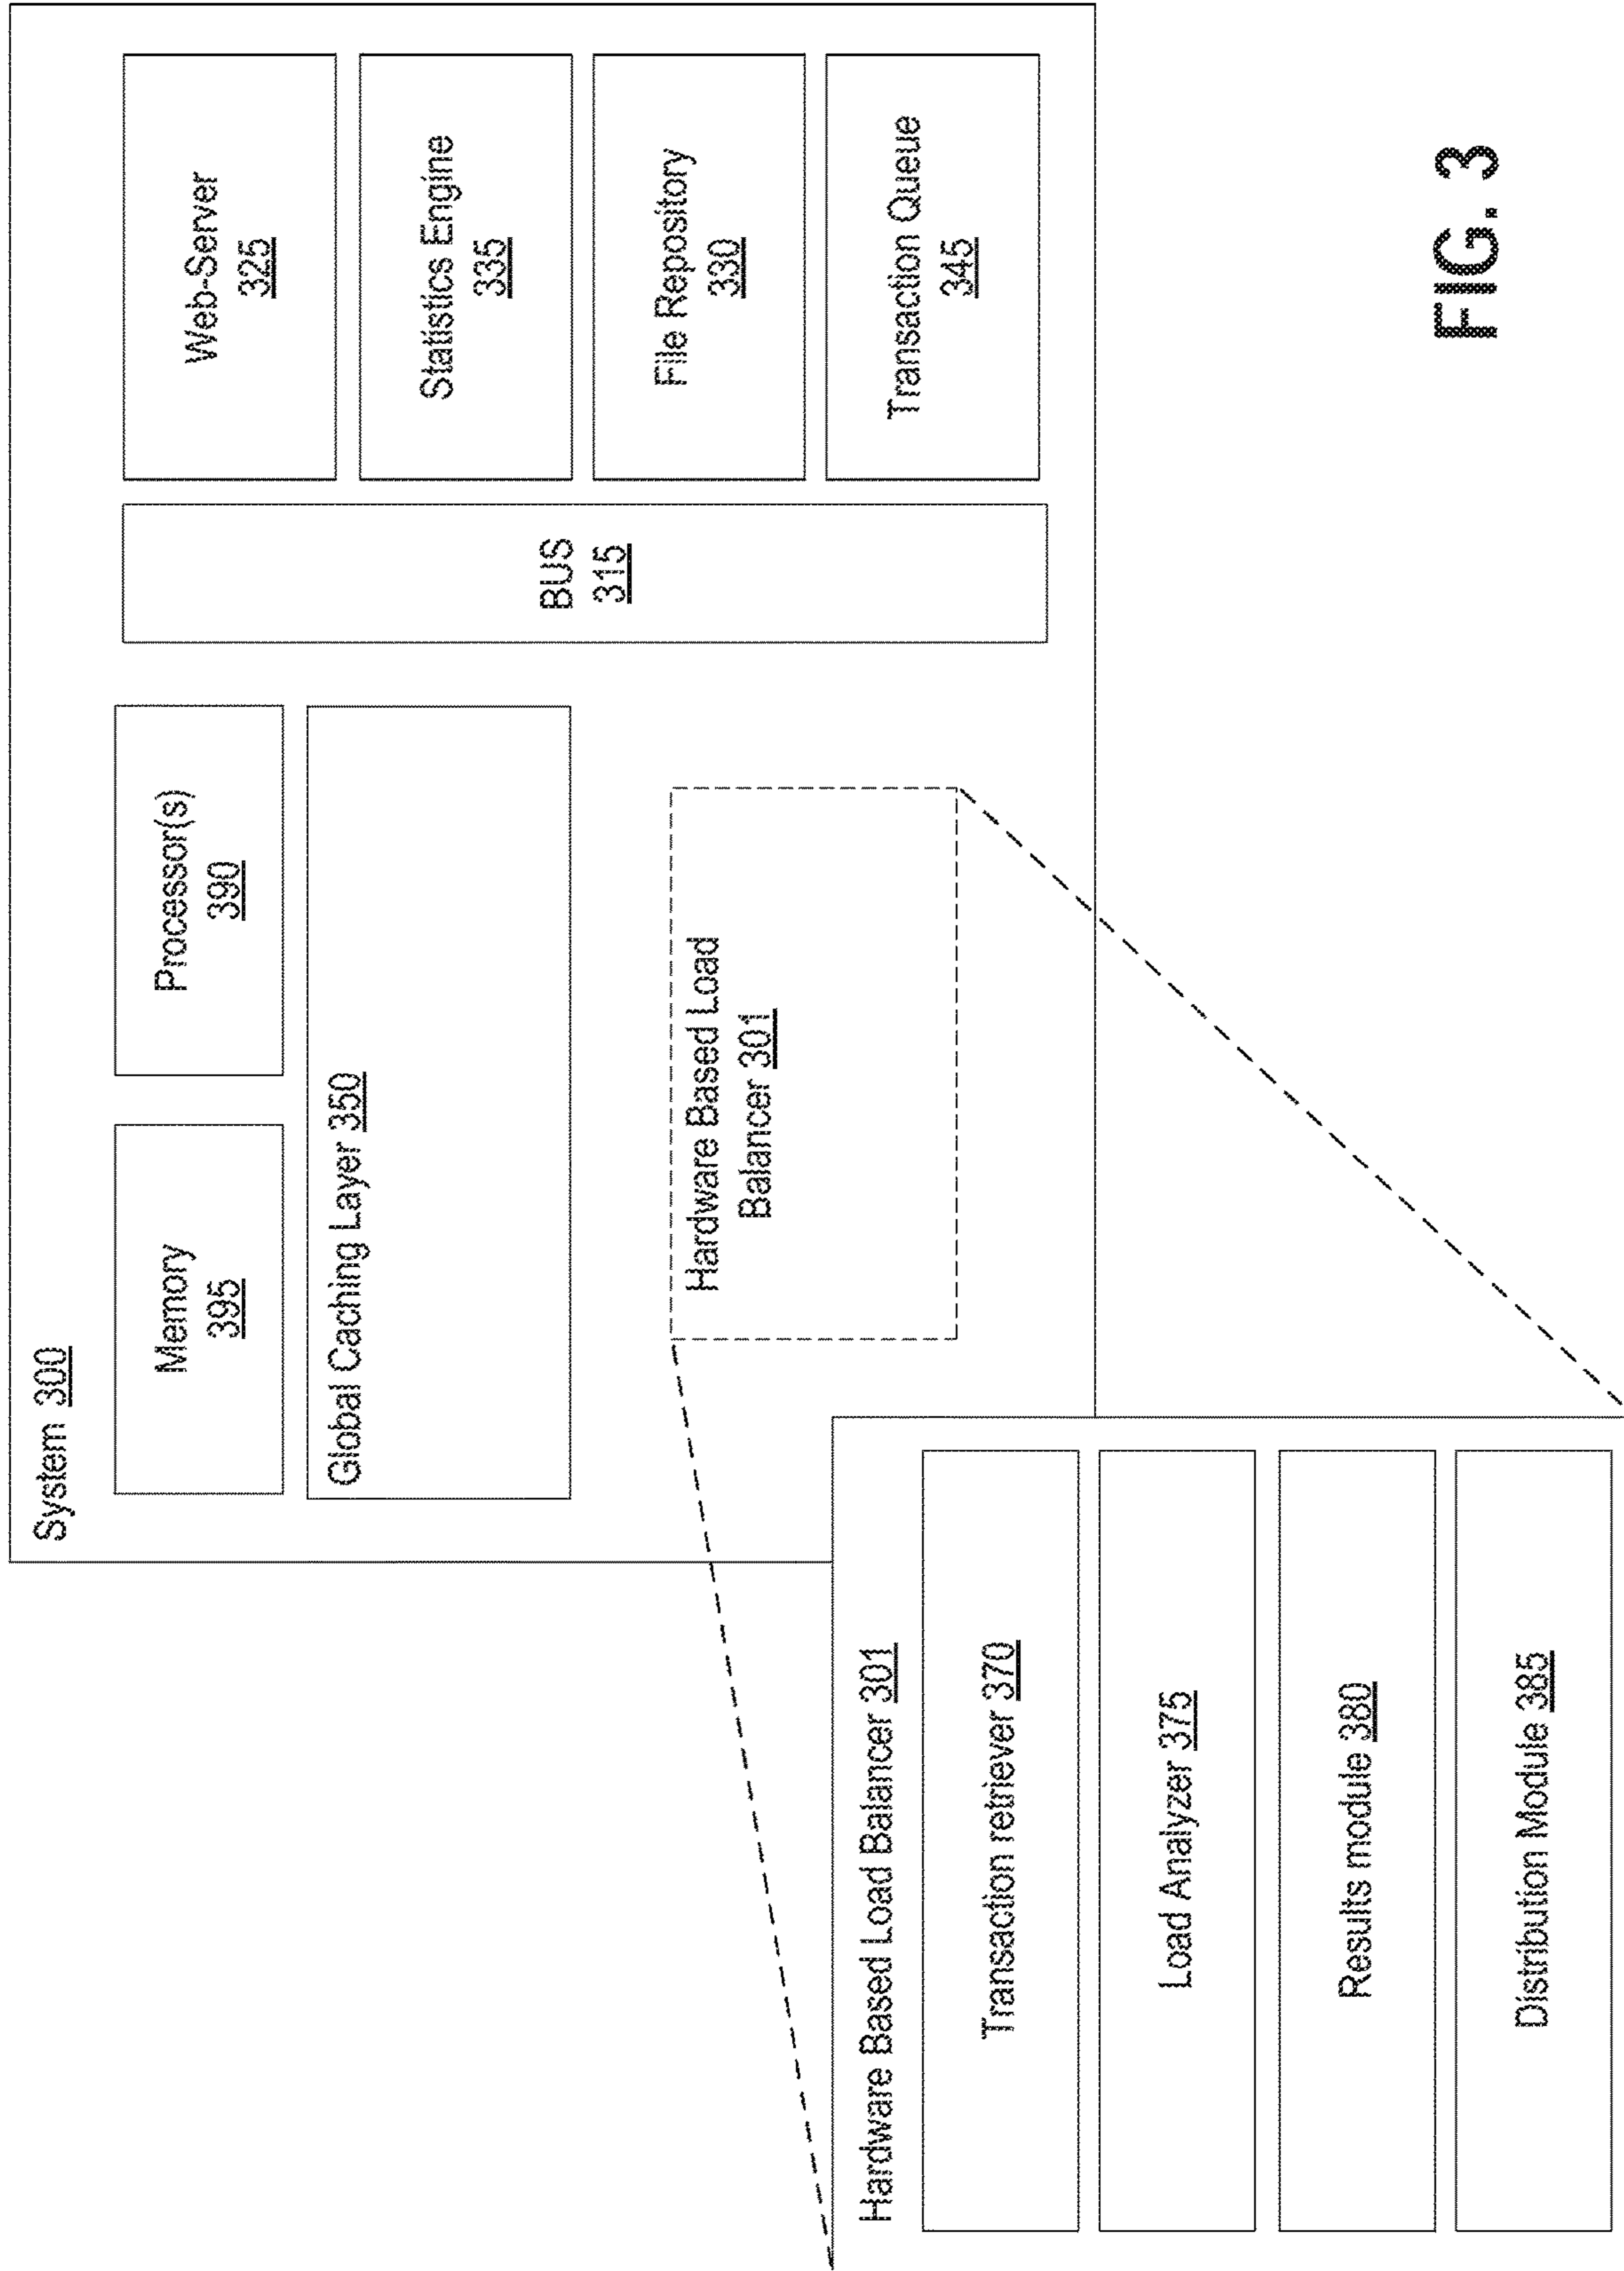 System 300
Memory
395
Processor(s)
390
Global Caching Layer 350
Hardware Based Load
Balancer 301
BUS
315
Web-Server
325
Statistics Engine
335
File Repository
330
Transaction Queue
345
Hardware Based Load Balancer 301
Transaction retriever 370
Load Analyzer 375
Results module 380
Distribution Module 385
FIG. 3